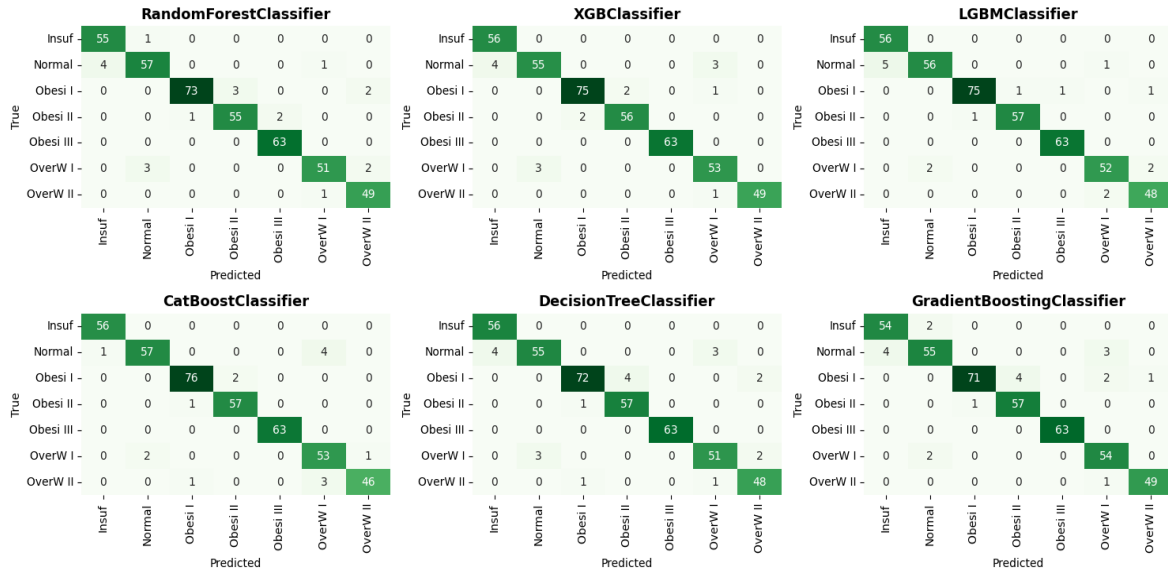 RandomForestClassifier
True
Insuf 55 1 0 0 0 0 0
Normal 4 57 0 0 0 1 0
Obesi I 0 0 73 3 0 0 2
Obesi II 0 0 1 55 2 0 0
Obesi III 0 0 0 0 63 0 0
OverW I 0 3 0 0 0 51 2
OverW II 0 0 0 0 0 1 49
Insuf Normal Obesi I Obesi II Obesi III OverW I OverW II
Predicted
XGBClassifier
True
Insuf 56 0 0 0 0 0 0
Normal 4 55 0 0 0 3 0
Obesi I 0 0 75 2 0 1 0
Obesi II 0 0 2 56 0 0 0
Obesi III 0 0 0 0 63 0 0
OverW I 0 3 0 0 0 53 0
OverW II 0 0 0 0 0 1 49
Insuf Normal Obesi I Obesi II Obesi III OverW I OverW II
Predicted
LGBMClassifier
True
Insuf 56 0 0 0 0 0 0
Normal 5 56 0 0 0 1 0
Obesi I 0 0 75 1 1 0 1
Obesi II 0 0 1 57 0 0 0
Obesi III 0 0 0 0 63 0 0
OverW I 0 2 0 0 0 52 2
OverW II 0 0 0 0 0 2 48
Insuf Normal Obesi I Obesi II Obesi III OverW I OverW II
Predicted
CatBoostClassifier
True
Insuf 56 0 0 0 0 0 0
Normal 1 57 0 0 0 4 0
Obesi I 0 0 76 2 0 0 0
Obesi II 0 0 1 57 0 0 0
Obesi III 0 0 0 0 63 0 0
OverW I 0 2 0 0 0 53 1
OverW II 0 0 1 0 0 3 46
Insuf Normal Obesi I Obesi II Obesi III OverW I OverW II
Predicted
DecisionTreeClassifier
True
Insuf 56 0 0 0 0 0 0
Normal 4 55 0 0 0 3 0
Obesi I 0 0 72 4 0 0 2
Obesi II 0 0 1 57 0 0 0
Obesi III 0 0 0 0 63 0 0
OverW I 0 3 0 0 0 51 2
OverW II 0 0 1 0 0 1 48
Insuf Normal Obesi I Obesi II Obesi III OverW I OverW II
Predicted
GradientBoostingClassifier
True
Insuf 54 2 0 0 0 0 0
Normal 4 55 0 0 0 3 0
Obesi I 0 0 71 4 0 2 1
Obesi II 0 0 1 57 0 0 0
Obesi III 0 0 0 0 63 0 0
OverW I 0 2 0 0 0 54 0
OverW II 0 0 0 0 0 1 49
Insuf Normal Obesi I Obesi II Obesi III OverW I OverW II
Predicted